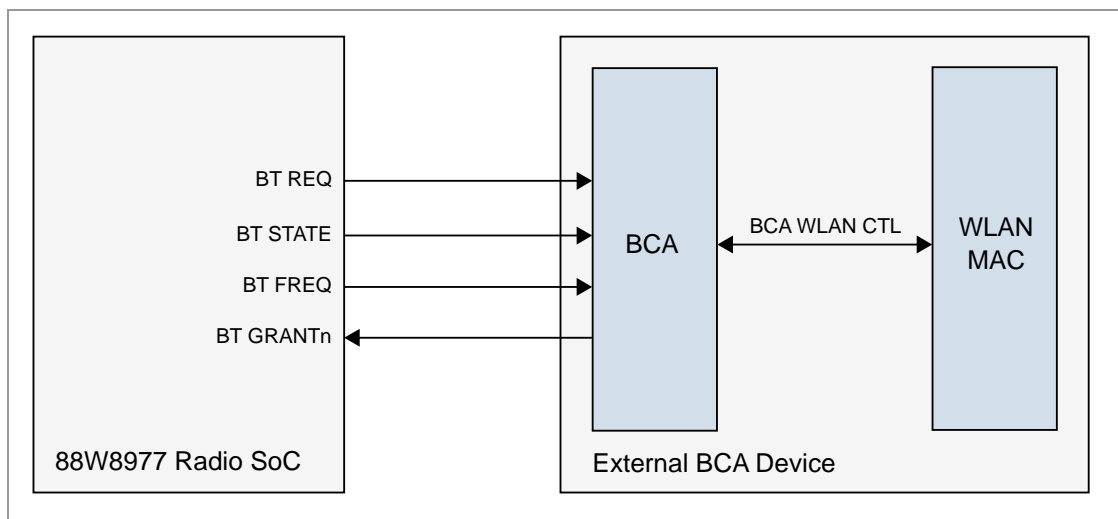 BT REQ
BT STATE
BT FREQ
BT GRANTn
88W8977 Radio SoC
BCA
BCA WLAN CTL
WLAN
MAC
External BCA Device